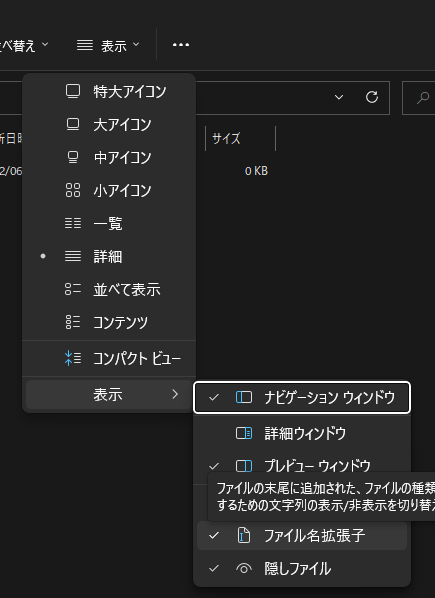 べ替え
表示
特大アイコン
大アイコン
中アイコン
小アイコン
一覧
詳細
並べて表示
コンテンツ
コンパクト ビュー
表示
新日時
サイズ
2/06
0 KB
ナビゲーション ウィンドウ
詳細ウィンドウ
プレビュー ウィンドウ
ファイルの末尾に追加された、ファイルの種類
するための文字列の表示/非表示を切り替え
ファイル名拡張子
隠しファイル